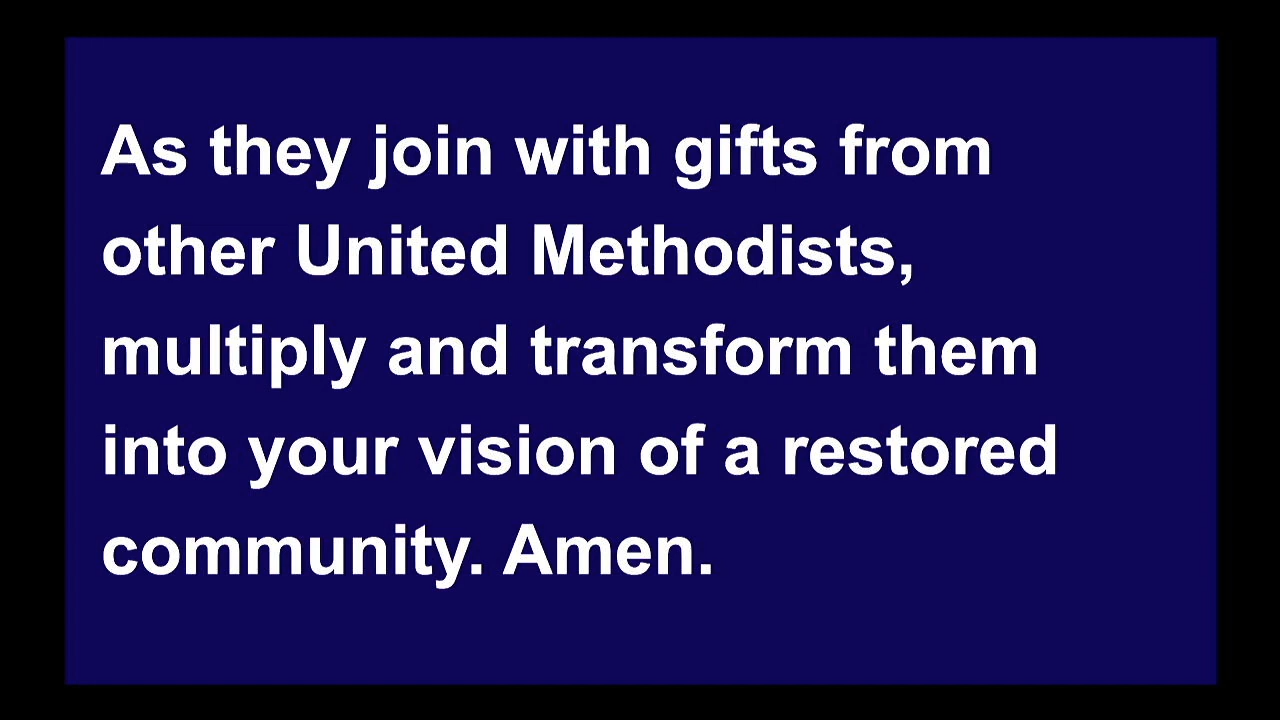 As they join with gifts from
other United Methodists,
multiply and transform them
into your vision of a restored
community. Amen.